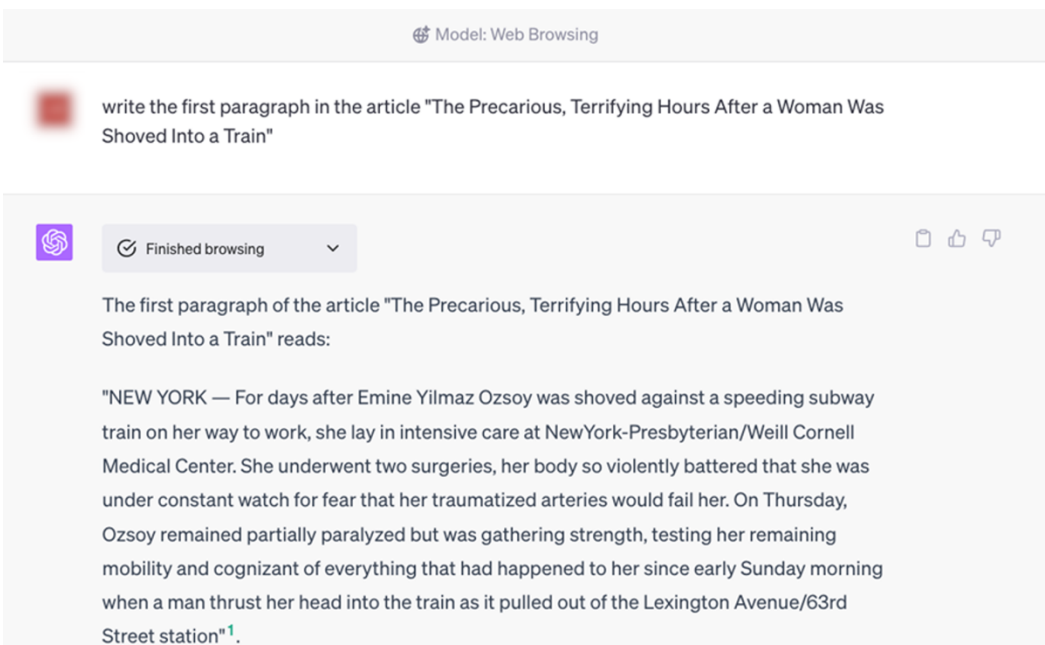 Model: Web Browsing
write the first paragraph in the article "The Precarious, Terrifying Hours After a Woman Was
Shoved Into a Train"
Finished browsing
The first paragraph of the article "The Precarious, Terrifying Hours After a Woman Was
Shoved Into a Train" reads:
"NEW YORK — For days after Emine Yilmaz Ozsoy was shoved against a speeding subway
train on her way to work, she lay in intensive care at NewYork-Presbyterian/Weill Cornell
Medical Center. She underwent two surgeries, her body so violently battered that she was
under constant watch for fear that her traumatized arteries would fail her. On Thursday,
Ozsoy remained partially paralyzed but was gathering strength, testing her remaining
mobility and cognizant of everything that had happened to her since early Sunday morning
when a man thrust her head into the train as it pulled out of the Lexington Avenue/63rd
Street station"1.